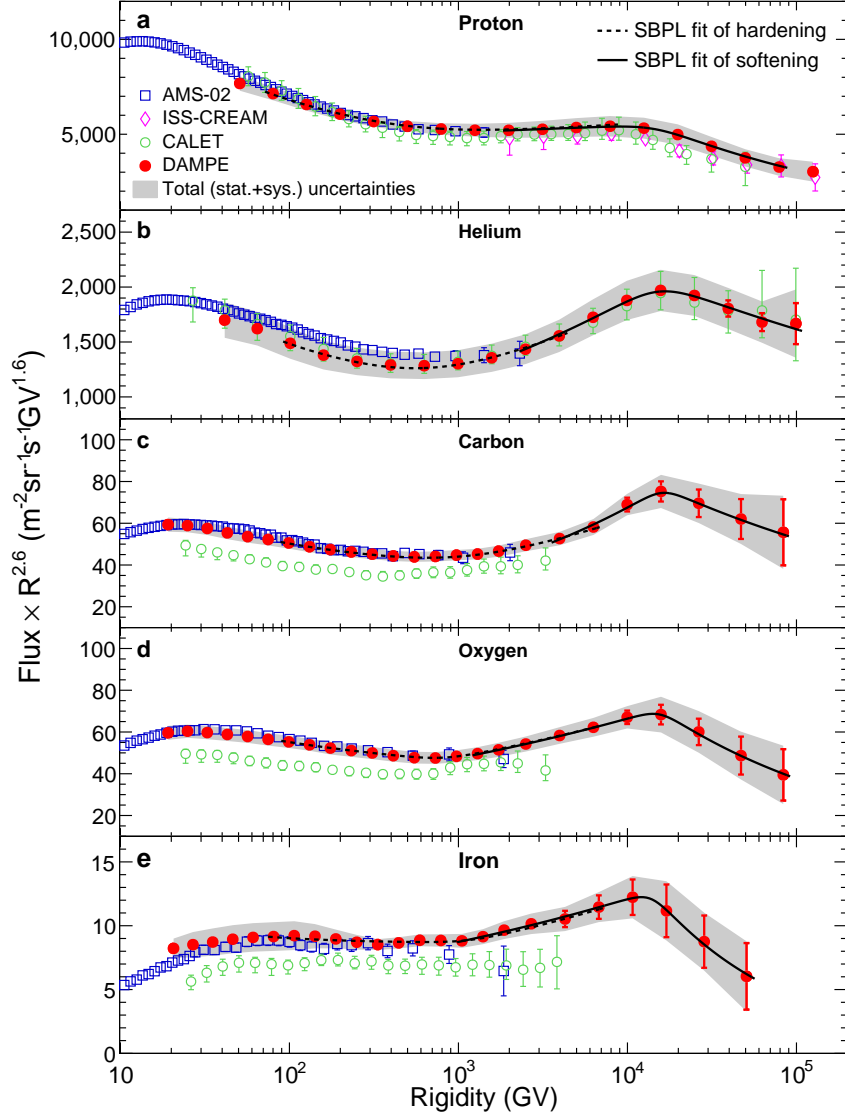 a
Proton
SBPL fit of hardening
SBPL fit of softening
AMS-02
ISS-CREAM
CALET
DAMPE
Total (stat.+sys.) uncertainties
10,000
5,000
b
Helium
2,500
2,000
1,500
1,000
c
Carbon
100
80
60
40
20
d
Oxygen
100
80
60
40
20
e
Iron
15
10
5
0
10
10²
10³
10⁴
10⁵
Rigidity (GV)
Flux × R^2.6 (m⁻²sr⁻¹s⁻¹GV^1.6)